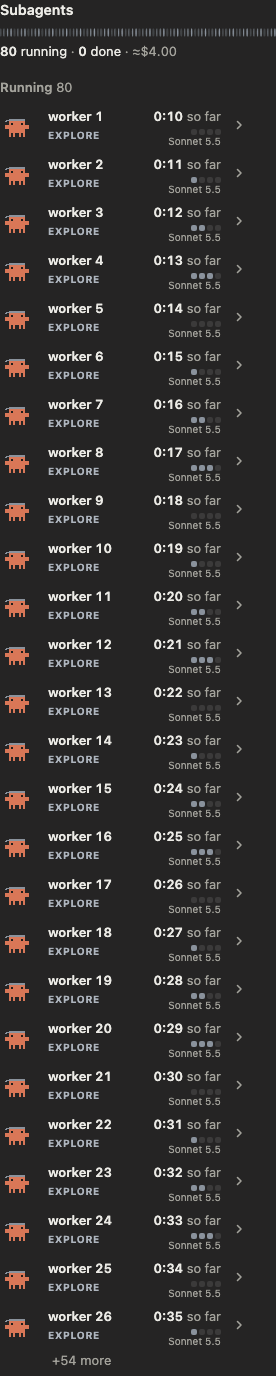 Subagents
80 running · 0 done · ≈$4.00
Running 80
worker 1 0:10 so far
EXPLORE Sonnet 5.5
worker 2 0:11 so far
EXPLORE Sonnet 5.5
worker 3 0:12 so far
EXPLORE Sonnet 5.5
worker 4 0:13 so far
EXPLORE Sonnet 5.5
worker 5 0:14 so far
EXPLORE Sonnet 5.5
worker 6 0:15 so far
EXPLORE Sonnet 5.5
worker 7 0:16 so far
EXPLORE Sonnet 5.5
worker 8 0:17 so far
EXPLORE Sonnet 5.5
worker 9 0:18 so far
EXPLORE Sonnet 5.5
worker 10 0:19 so far
EXPLORE Sonnet 5.5
worker 11 0:20 so far
EXPLORE Sonnet 5.5
worker 12 0:21 so far
EXPLORE Sonnet 5.5
worker 13 0:22 so far
EXPLORE Sonnet 5.5
worker 14 0:23 so far
EXPLORE Sonnet 5.5
worker 15 0:24 so far
EXPLORE Sonnet 5.5
worker 16 0:25 so far
EXPLORE Sonnet 5.5
worker 17 0:26 so far
EXPLORE Sonnet 5.5
worker 18 0:27 so far
EXPLORE Sonnet 5.5
worker 19 0:28 so far
EXPLORE Sonnet 5.5
worker 20 0:29 so far
EXPLORE Sonnet 5.5
worker 21 0:30 so far
EXPLORE Sonnet 5.5
worker 22 0:31 so far
EXPLORE Sonnet 5.5
worker 23 0:32 so far
EXPLORE Sonnet 5.5
worker 24 0:33 so far
EXPLORE Sonnet 5.5
worker 25 0:34 so far
EXPLORE Sonnet 5.5
worker 26 0:35 so far
EXPLORE Sonnet 5.5
+54 more